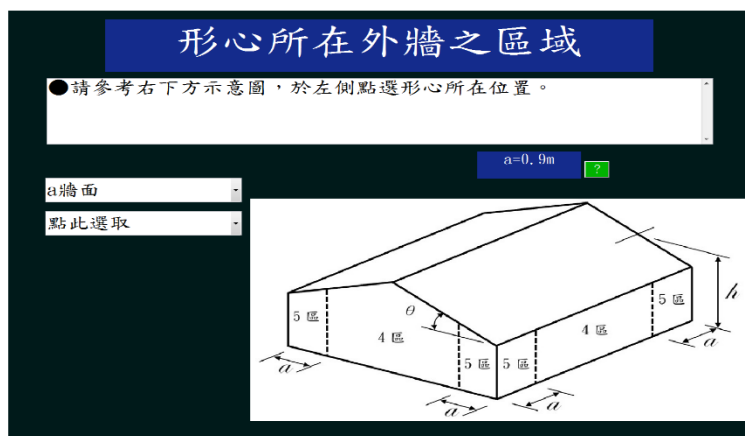 形心所在外牆之區域
●請參考右下方示意圖，於左側點選形心所在位置。
a=0.9m
?
a牆面
點此選取
θ
h
5 區
4 區
5 區
5 區
4 區
5 區
a
a
a
a